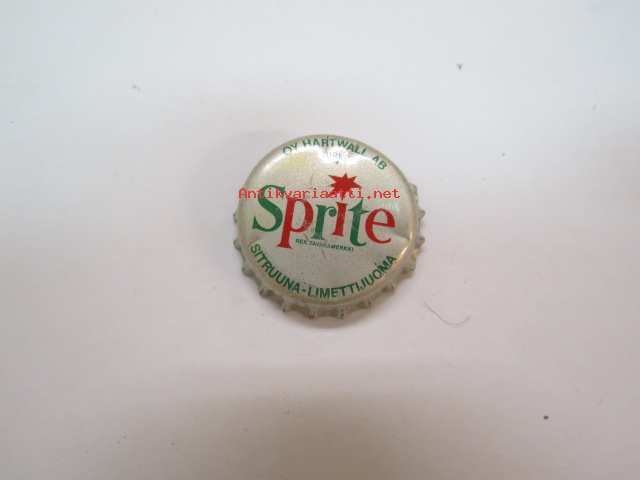 OY HARTWALL AB
Antikvariaatti.net
Sprite
REK.TAVARAMERKKI
SITRUUNA-LIMETTIJUOMA